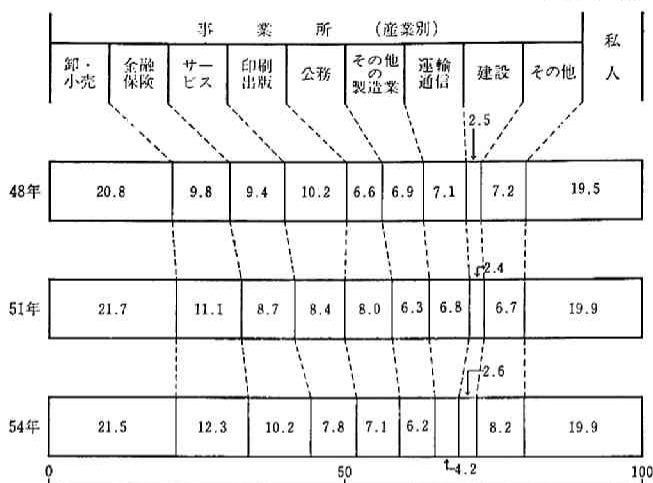 事業所 (産業別)
私人
卸・小売
金融保険
サービス
印刷出版
公務
その他の製造業
運輸通信
建設
その他
2.5
48年 20.8 9.8 9.4 10.2 6.6 6.9 7.1 7.2 19.5
2.4
51年 21.7 11.1 8.7 8.4 8.0 6.3 6.8 6.7 19.9
2.6
54年 21.5 12.3 10.2 7.8 7.1 6.2 8.2 19.9
4.2
0 50 100